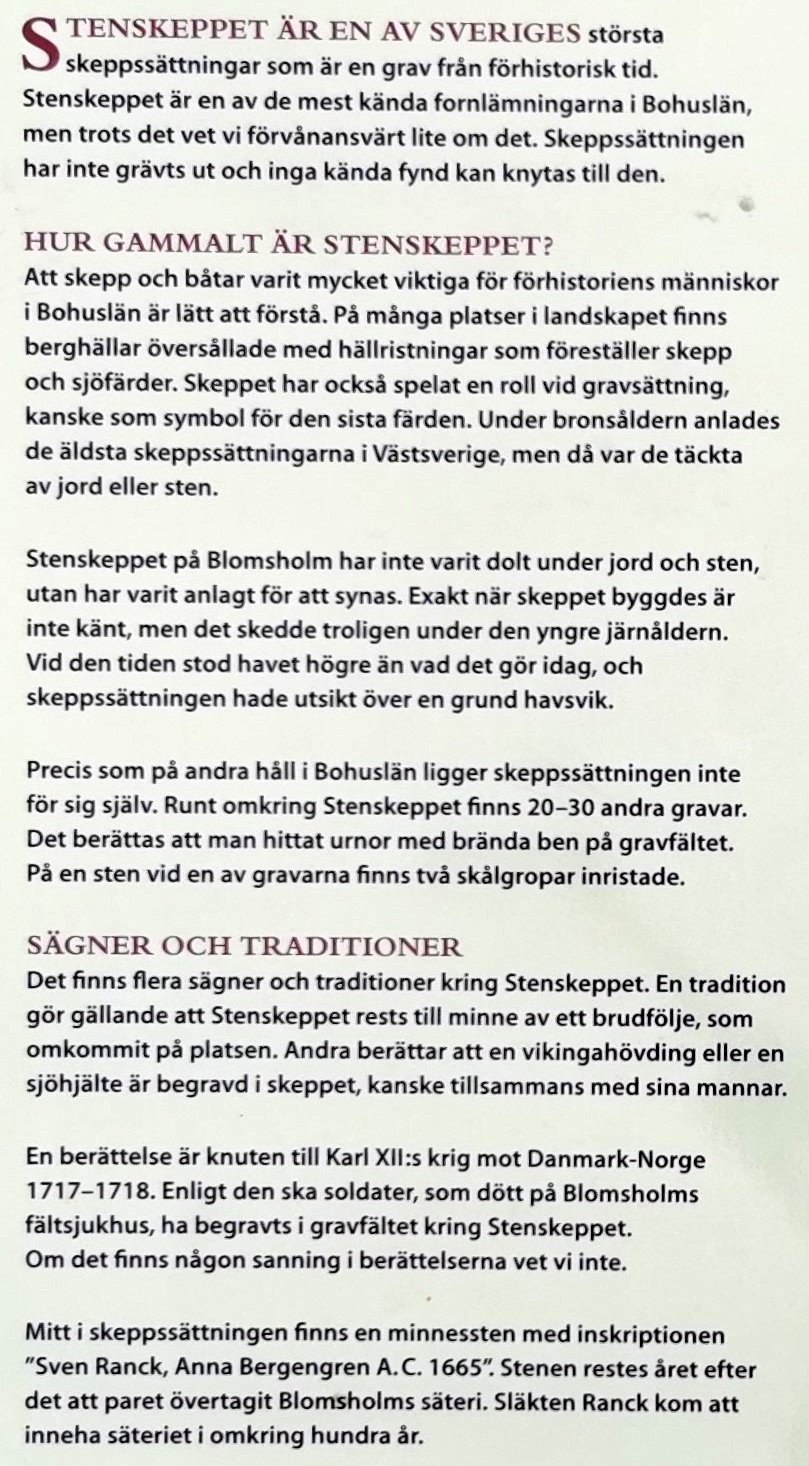 STENSKEPPET ÄR EN AV SVERIGES största
skeppssättningar som är en grav från förhistorisk tid.
Stenskeppet är en av de mest kända fornlämningarna i Bohuslän,
men trots det vet vi förvånansvärt lite om det. Skeppssättningen
har inte grävts ut och inga kända fynd kan knytas till den.
HUR GAMMALT ÄR STENSKEPPET?
Att skepp och båtar varit mycket viktiga för förhistoriens människor
i Bohuslän är lätt att förstå. På många platser i landskapet finns
berghällar översållade med hällristningar som föreställer skepp
och sjöfärder. Skeppet har också spelat en roll vid gravsättning,
kanske som symbol för den sista färden. Under bronsåldern anlades
de äldsta skeppssättningarna i Västsverige, men då var de täckta
av jord eller sten.
Stenskeppet på Blomsholm har inte varit dolt under jord och sten,
utan har varit anlagt för att synas. Exakt när skeppet byggdes är
inte känt, men det skedde troligen under den yngre järnåldern.
Vid den tiden stod havet högre än vad det gör idag, och
skeppssättningen hade utsikt över en grund havsvik.
Precis som på andra håll i Bohuslän ligger skeppssättningen inte
för sig själv. Runt omkring Stenskeppet finns 20–30 andra gravar.
Det berättas att man hittat urnor med brända ben på gravfältet.
På en sten vid en av gravarna finns två skålgropar inristade.
SÄGNER OCH TRADITIONER
Det finns flera sägner och traditioner kring Stenskeppet. En tradition
gör gällande att Stenskeppet rests till minne av ett brudfölje, som
omkommit på platsen. Andra berättar att en vikingahövding eller en
sjöhjälte är begravd i skeppet, kanske tillsammans med sina mannar.
En berättelse är knuten till Karl XII:s krig mot Danmark-Norge
1717–1718. Enligt den ska soldater, som dött på Blomsholms
fältsjukhus, ha begravts i gravfältet kring Stenskeppet.
Om det finns någon sanning i berättelserna vet vi inte.
Mitt i skeppssättningen finns en minnessten med inskriptionen
"Sven Ranck, Anna Bergengren A.C. 1665". Stenen restes året efter
det att paret övertagit Blomsholms säteri. Släkten Ranck kom att
inneha säteriet i omkring hundra år.